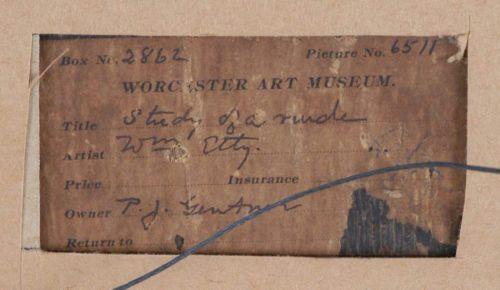 Box No. 2862 Picture No. 6511
WORCESTER ART MUSEUM.
Title Study of a nude
Artist Wm. Etty.
Price Insurance
Owner P. J. Gentner
Return to